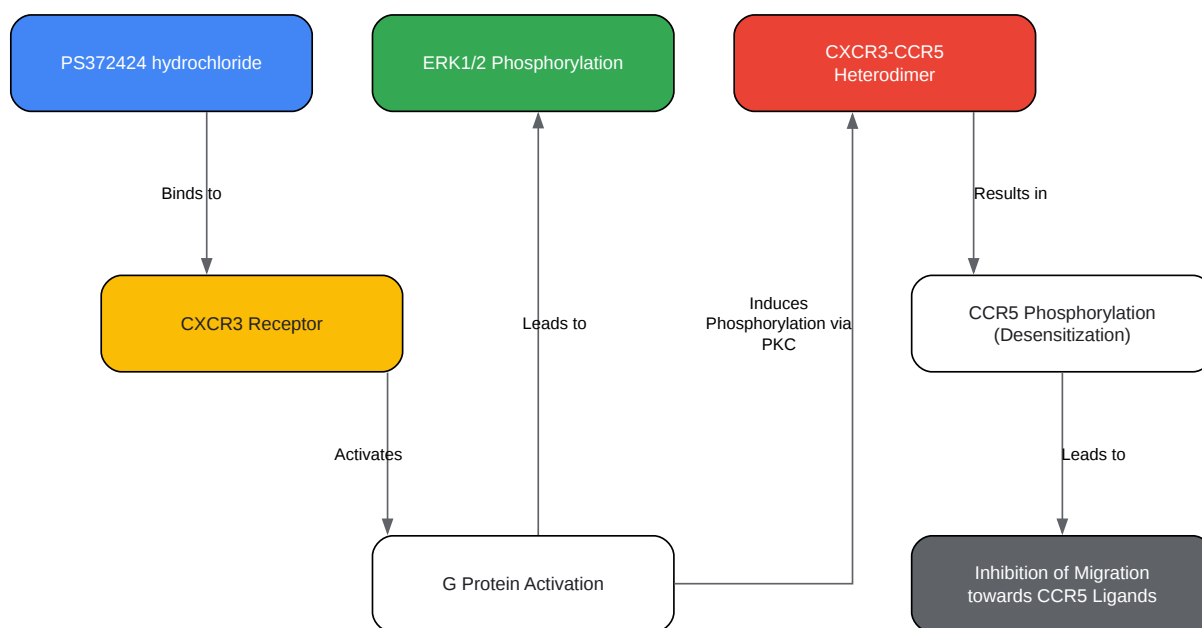 PS372424 hydrochloride
ERK1/2 Phosphorylation
CXCR3-CCR5
Heterodimer
Binds to
Results in
CXCR3 Receptor
Leads to
Induces
Phosphorylation via
PKC
CCR5 Phosphorylation
(Desensitization)
Activates
Leads to
G Protein Activation
Inhibition of Migration
towards CCR5 Ligands